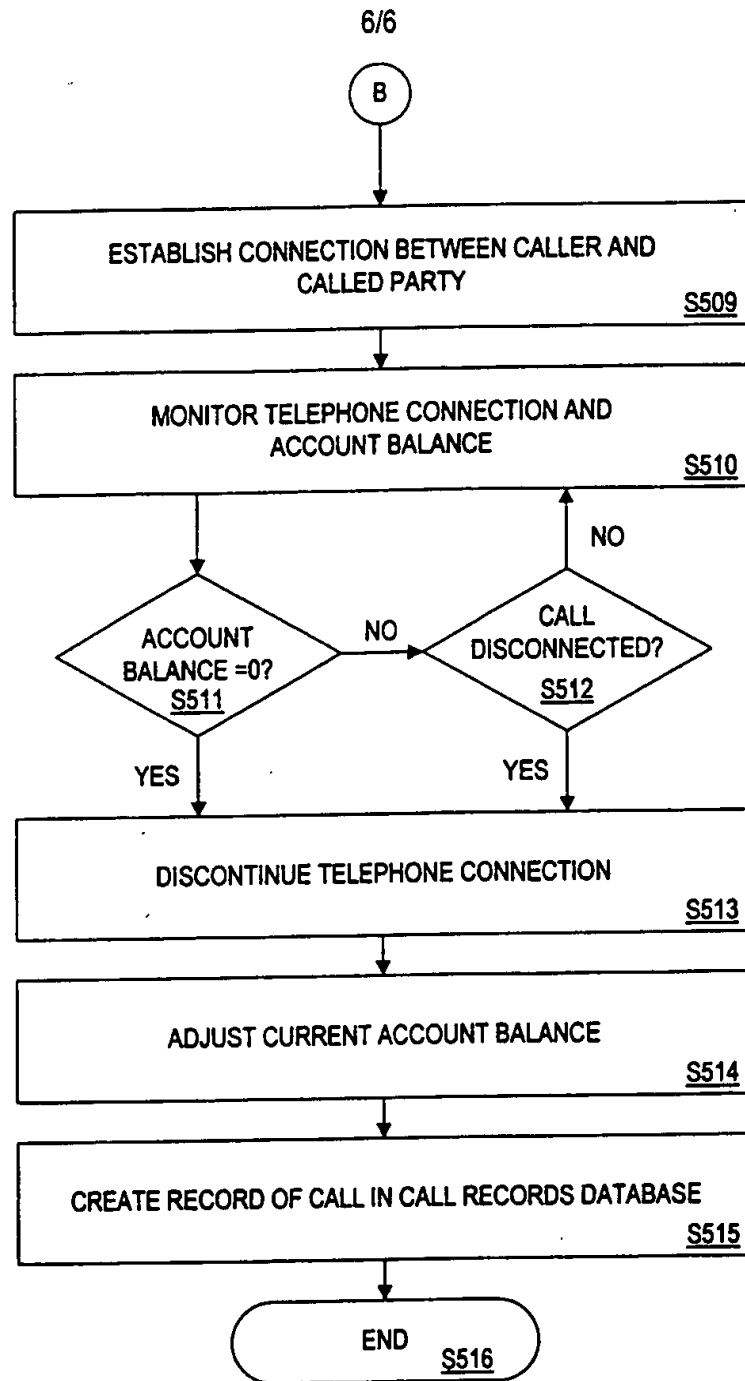 6/6
B
ESTABLISH CONNECTION BETWEEN CALLER AND
CALLED PARTY
S509
MONITOR TELEPHONE CONNECTION AND
ACCOUNT BALANCE
S510
NO
ACCOUNT
BALANCE =0?
S511
NO
CALL
DISCONNECTED?
S512
YES
YES
DISCONTINUE TELEPHONE CONNECTION
S513
ADJUST CURRENT ACCOUNT BALANCE
S514
CREATE RECORD OF CALL IN CALL RECORDS DATABASE
S515
END
S516